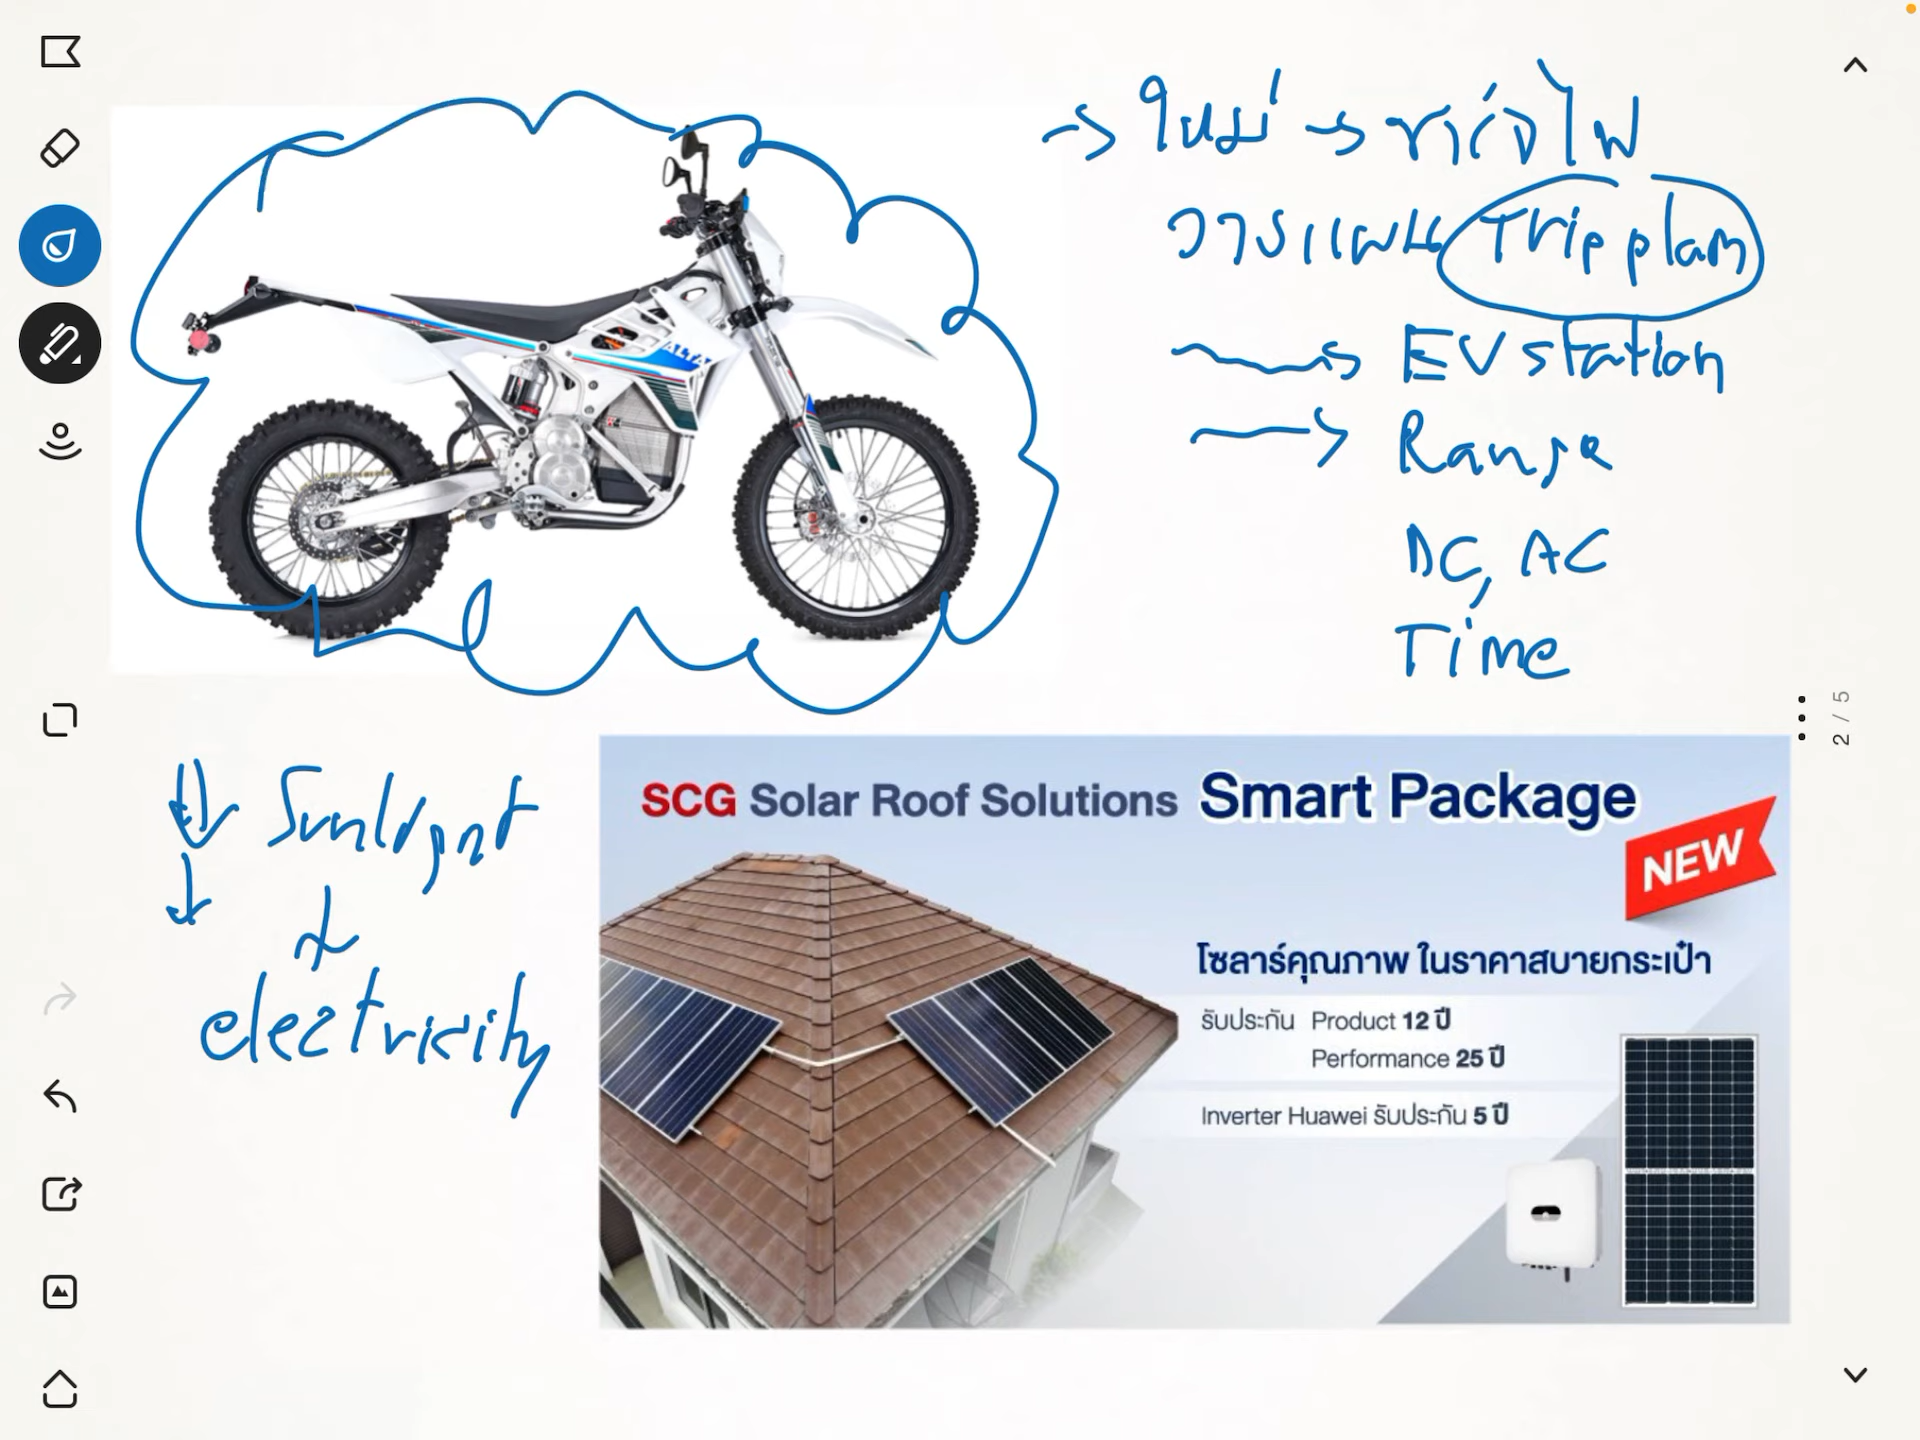 → ใหม่ → ชาร์จไฟ
วางแผน Trip plan
→ EV station
→ Range
DC, AC
Time
ALTA
2 / 5
Sunlight
electricity
SCG Solar Roof Solutions Smart Package
NEW
โซลาร์คุณภาพ ในราคาสบายกระเป๋า
รับประกัน Product 12 ปี
Performance 25 ปี
Inverter Huawei รับประกัน 5 ปี